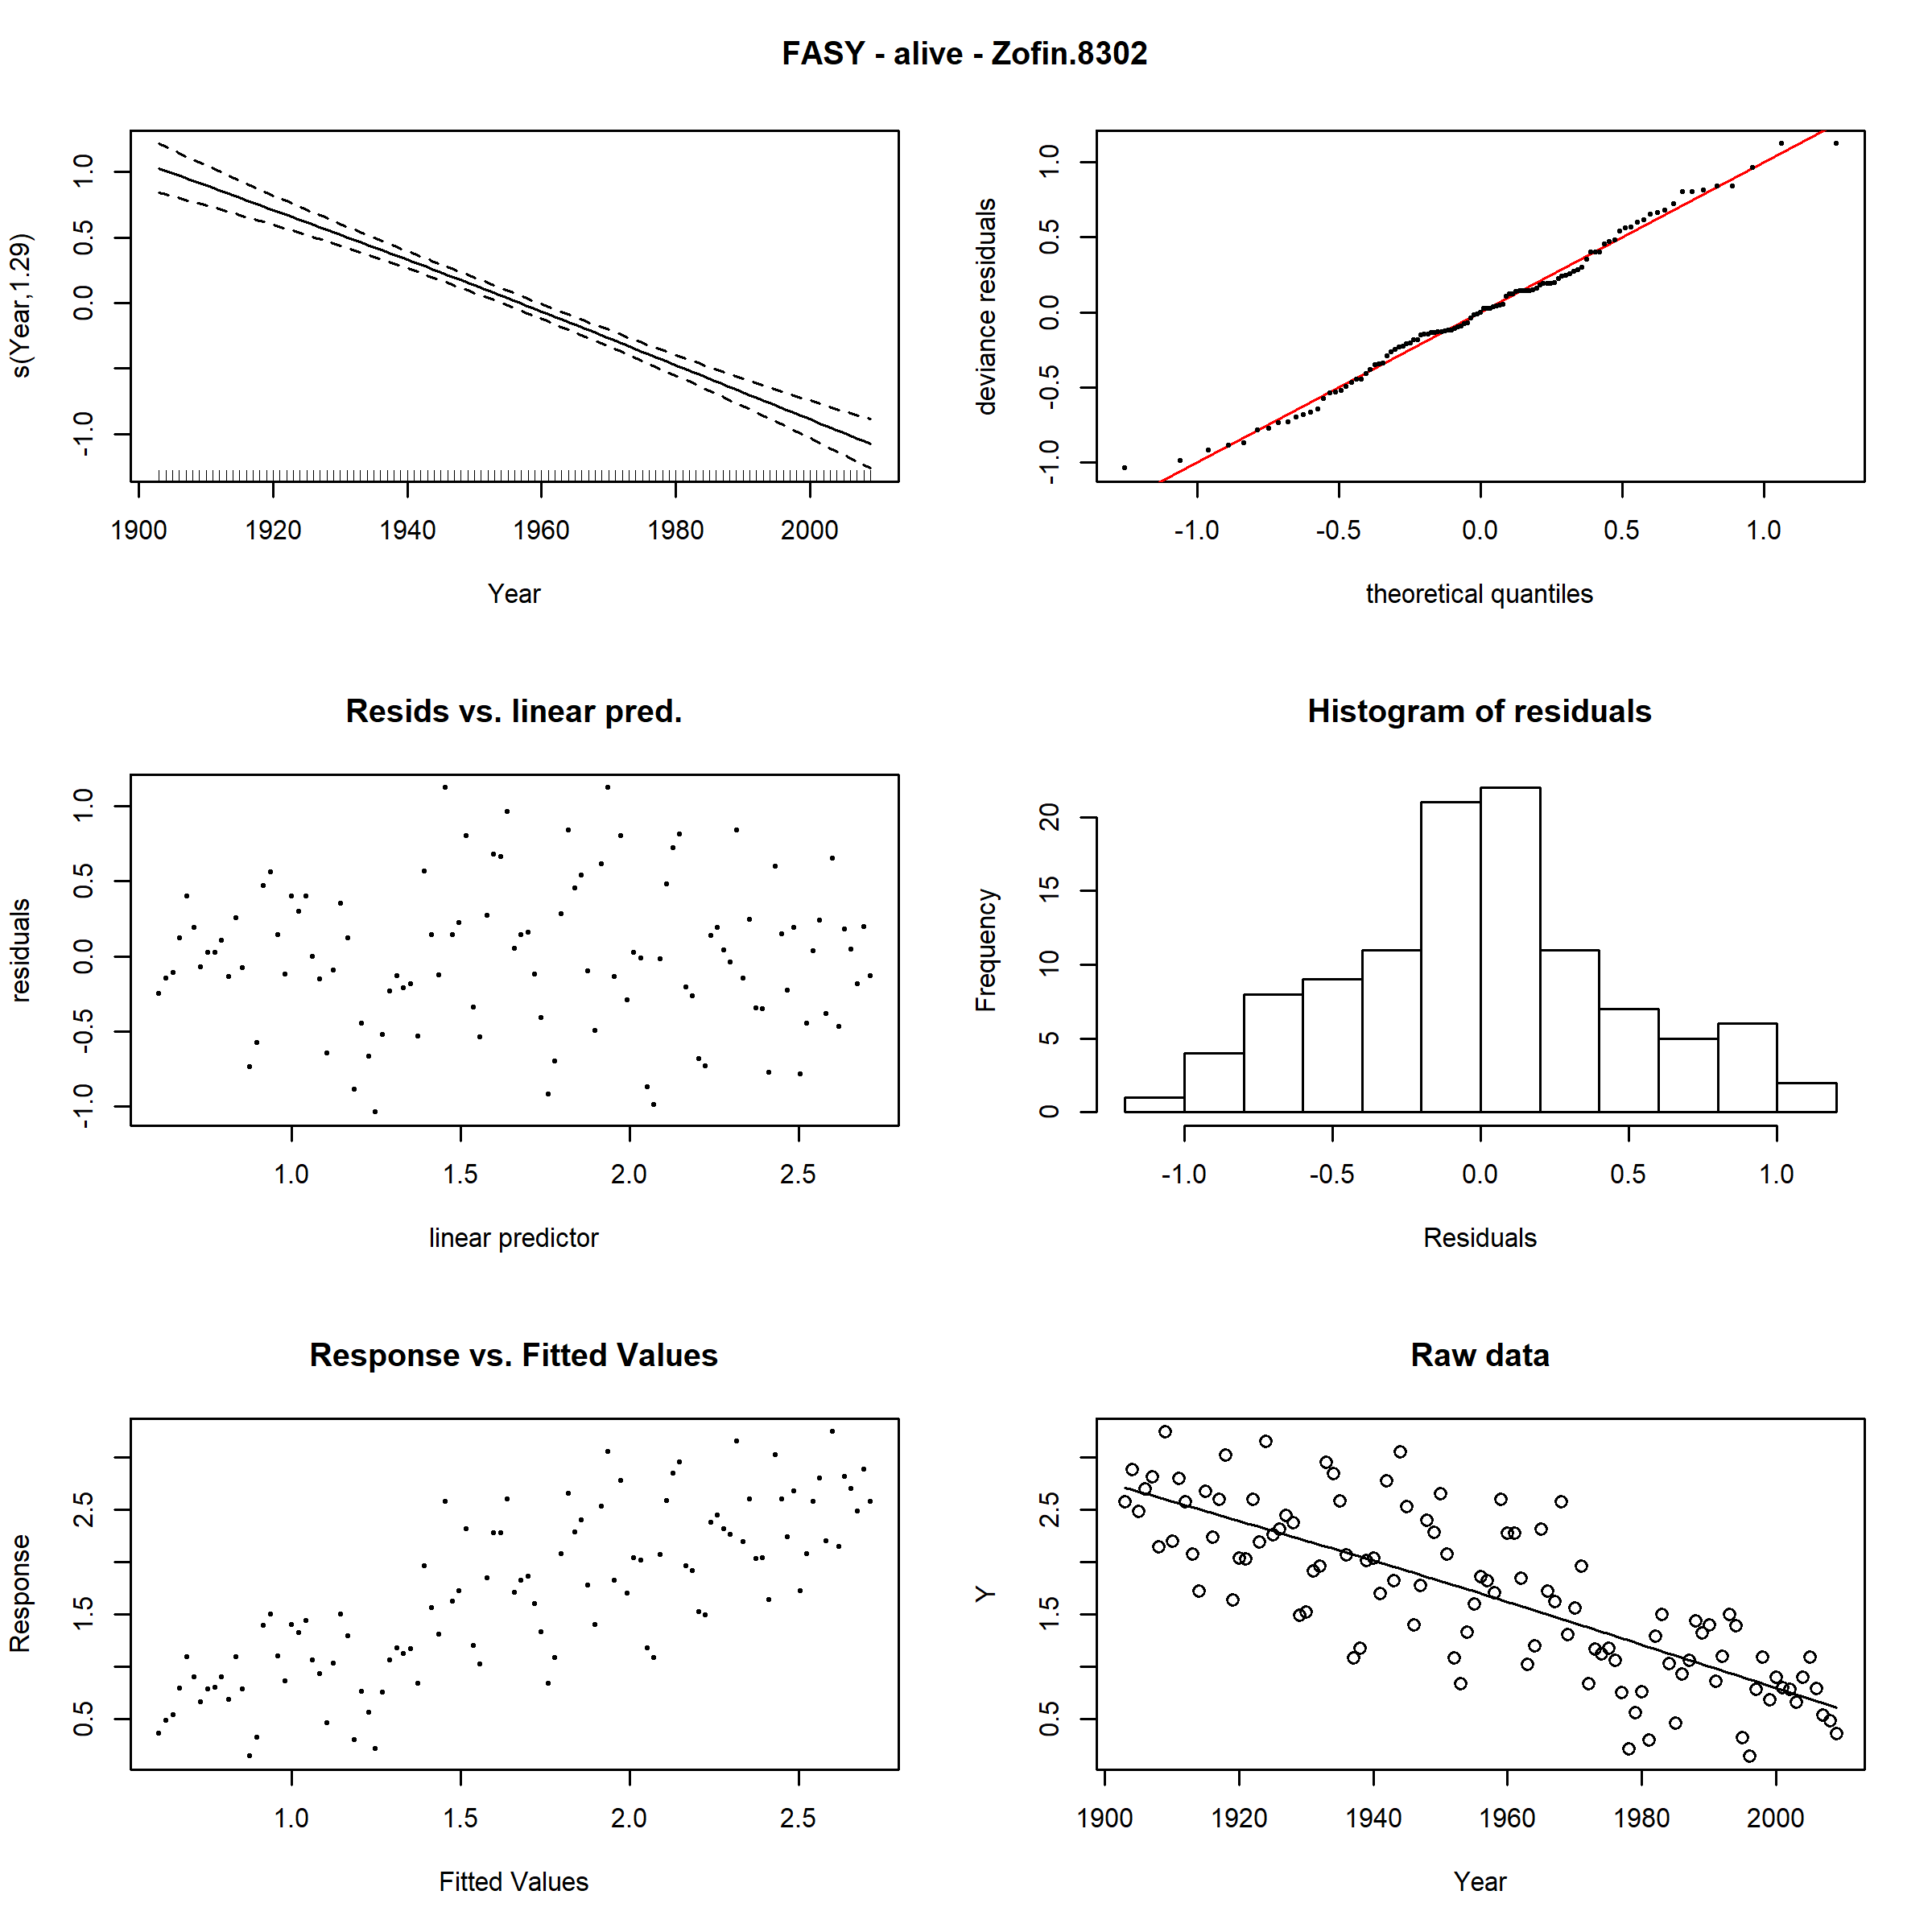 FASY - alive - Zofin.8302
s(Year,1.29)
1.0
0.5
0.0
-1.0
1900 1920 1940 1960 1980 2000
Year
deviance residuals
1.0
0.5
0.0
-0.5
-1.0
-1.0 -0.5 0.0 0.5 1.0
theoretical quantiles
Resids vs. linear pred.
residuals
1.0
0.5
0.0
-0.5
-1.0
1.0 1.5 2.0 2.5
linear predictor
Histogram of residuals
Frequency
20
15
10
5
0
-1.0 -0.5 0.0 0.5 1.0
Residuals
Response vs. Fitted Values
Response
2.5
1.5
0.5
1.0 1.5 2.0 2.5
Fitted Values
Raw data
Y
2.5
1.5
0.5
1900 1920 1940 1960 1980 2000
Year